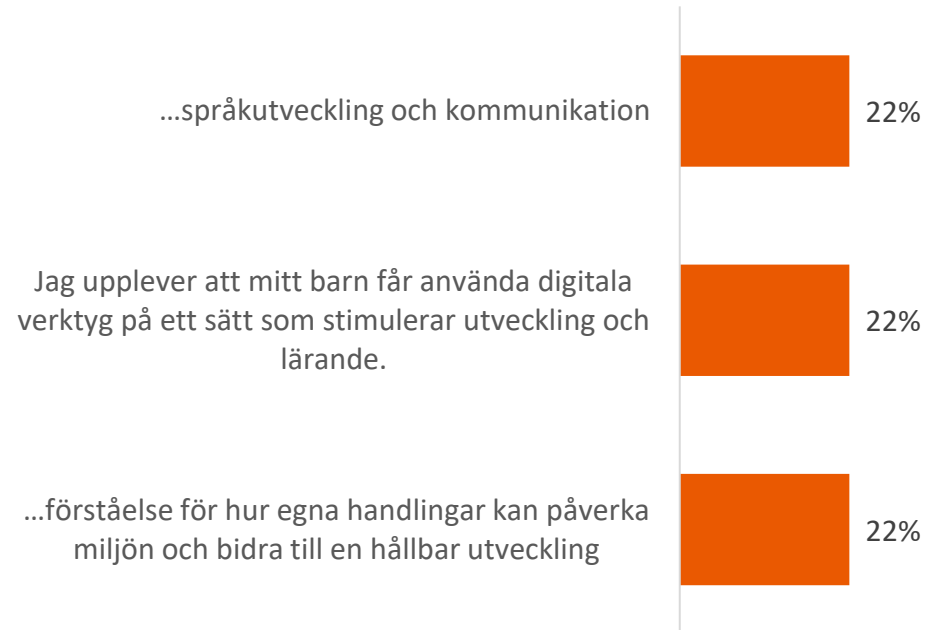 ...språkutveckling och kommunikation
22%
Jag upplever att mitt barn får använda digitala
verktyg på ett sätt som stimulerar utveckling och
lärande.
22%
...förståelse för hur egna handlingar kan påverka
miljön och bidra till en hållbar utveckling
22%